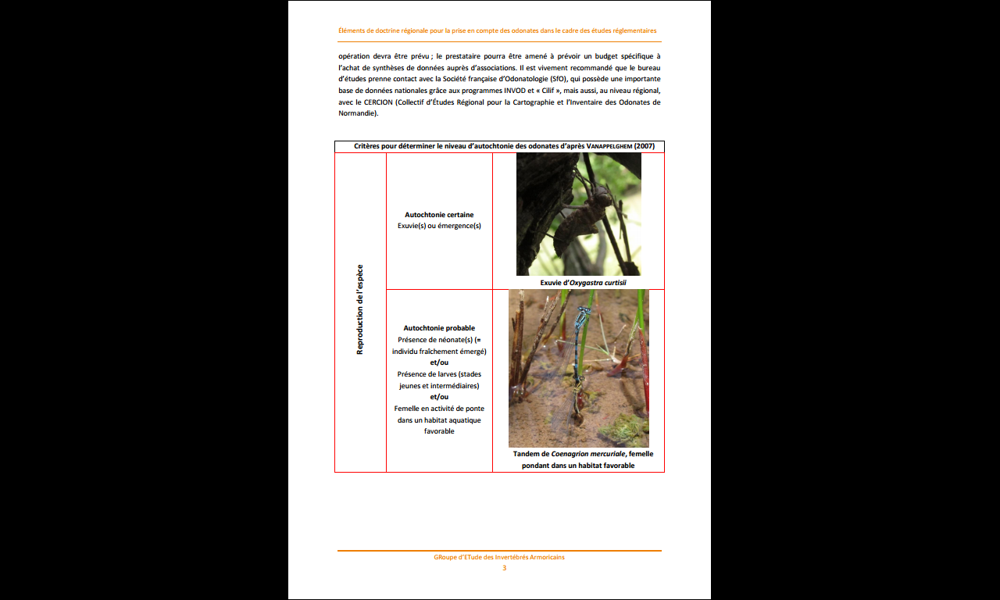 Éléments de doctrine régionale pour la prise en compte des odonates dans le cadre des études réglementaires
opération devra être prévu ; le prestataire pourra être amené à prévoir un budget spécifique à
l'achat de synthèses de données auprès d'associations. Il est vivement recommandé que le bureau
d'études prenne contact avec la Société française d'Odonatologie (SfO), qui possède une importante
base de données nationales grâce aux programmes INVOD et « Cilif », mais aussi, au niveau régional,
avec le CERCION (Collectif d'Études Régional pour la Cartographie et l'Inventaire des Odonates de
Normandie).
Critères pour déterminer le niveau d'autochtonie des odonates d'après VANAPPELGHEM (2007)
Reproduction de l'espèce
Autochtonie certaine
Exuvie(s) ou émergence(s)
Exuvie d'Oxygastra curtisii
Autochtonie probable
Présence de néonate(s) (=
individu fraîchement émergé)
et/ou
Présence de larves (stades
jeunes et intermédiaires)
et/ou
Femelle en activité de ponte
dans un habitat aquatique
favorable
Tandem de Coenagrion mercuriale, femelle
pondant dans un habitat favorable
GRoupe d'ETude des Invertébrés Armoricains
3